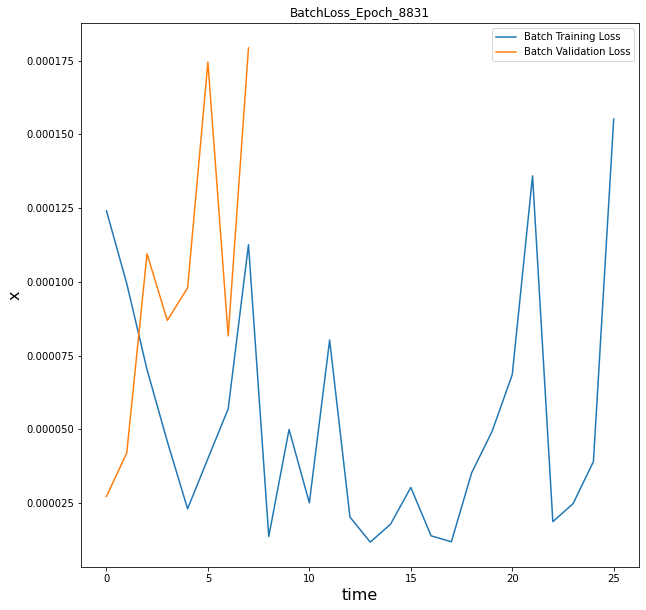 BatchLoss_Epoch_8831
Batch Training Loss
Batch Validation Loss
0.000175
0.000150
0.000125
0.000100
0.000075
0.000050
0.000025
x
0 5 10 15 20 25
time